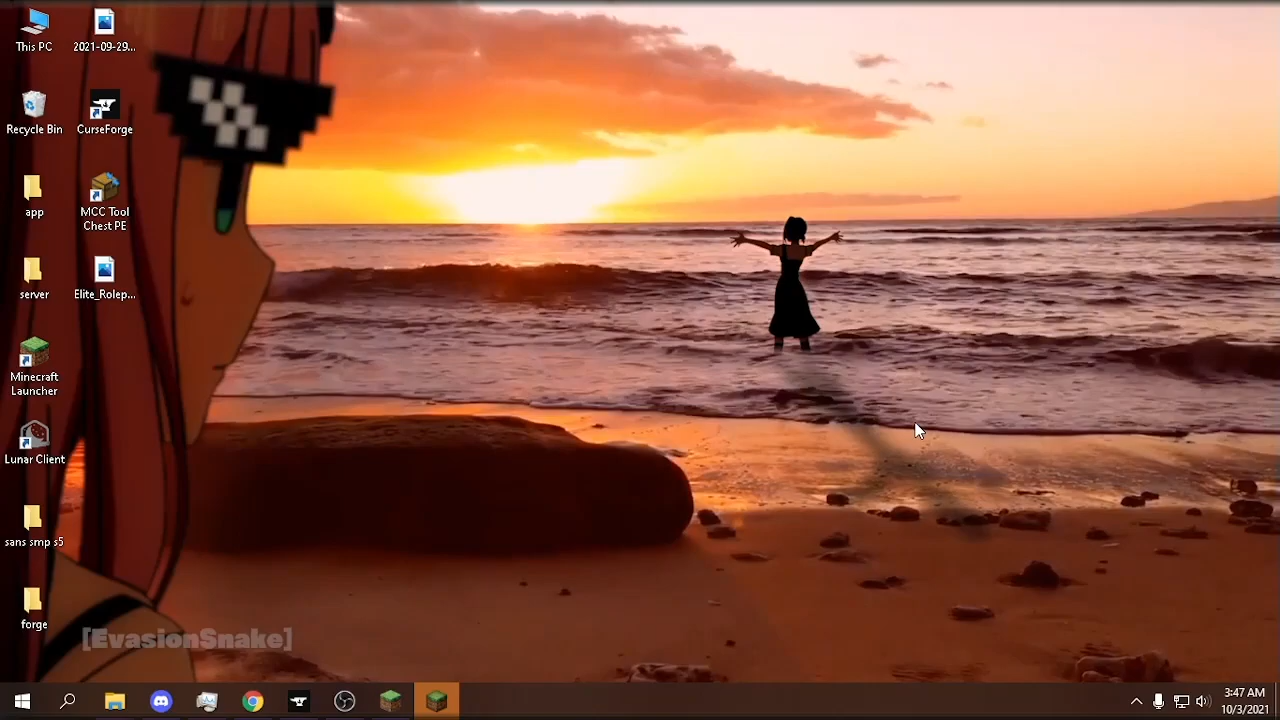 This PC
2021-09-29...
Recycle Bin
CurseForge
app
MCC Tool
Chest PE
server
Elite_Rolep...
Minecraft
Launcher
Lunar Client
sans smp s5
forge
[EvasionSnake]
3:47 AM
10/3/2021